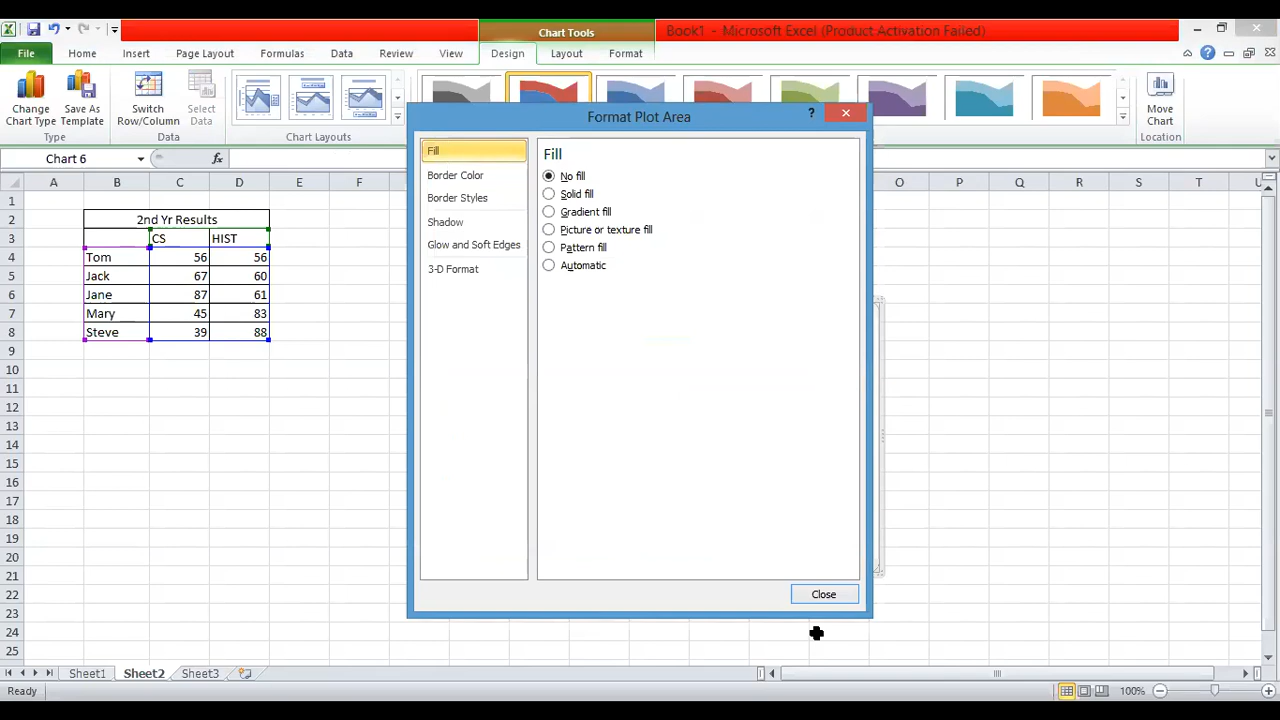 Chart Tools
Book1 - Microsoft Excel (Product Activation Failed)
File Home Insert Page Layout Formulas Data Review View Design Layout Format
Change Chart Type
Save As Template
Switch Row/Column
Select Data
Move Chart
Type Data Chart Layouts Location
Format Plot Area
Chart 6 fx
A B C D E F O P Q R S T U
1
2 2nd Yr Results
3 CS HIST
4 Tom 56 56
5 Jack 67 60
6 Jane 87 61
7 Mary 45 83
8 Steve 39 88
9
10
11
12
13
14
15
16
17
18
19
20
21
22
23
24
25
Fill
Border Color
Border Styles
Shadow
Glow and Soft Edges
3-D Format
Fill
No fill
Solid fill
Gradient fill
Picture or texture fill
Pattern fill
Automatic
Close
Sheet1 Sheet2 Sheet3
Ready 100%